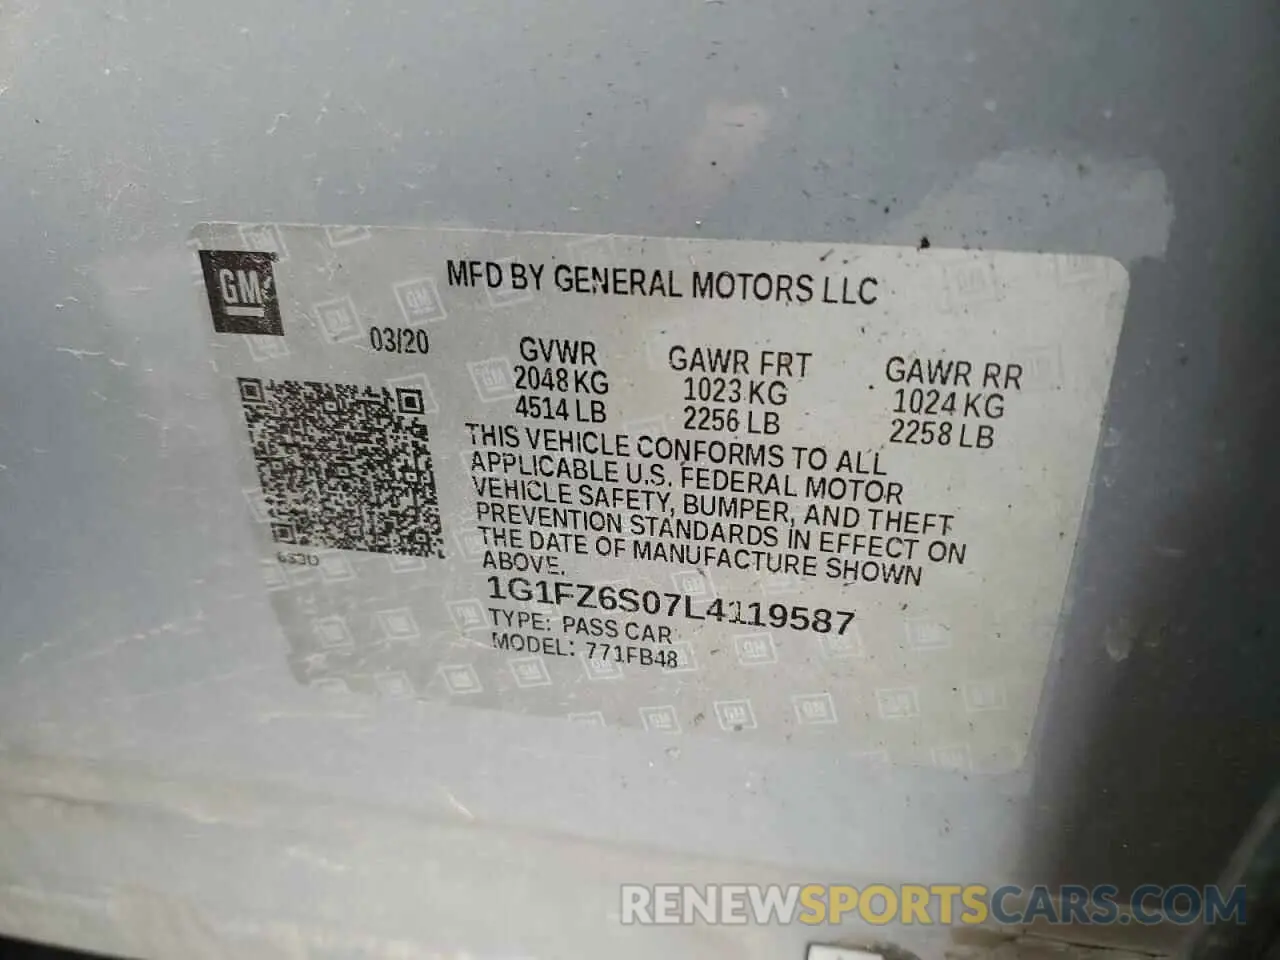 GM
MFD BY GENERAL MOTORS LLC
03/20
GVWR
2048 KG
4514 LB
GAWR FRT
1023 KG
2256 LB
GAWR RR
1024 KG
2258 LB
THIS VEHICLE CONFORMS TO ALL
APPLICABLE U.S. FEDERAL MOTOR
VEHICLE SAFETY, BUMPER, AND THEFT
PREVENTION STANDARDS IN EFFECT ON
THE DATE OF MANUFACTURE SHOWN
ABOVE.
1G1FZ6S07L4119587
TYPE: PASS CAR
MODEL: 771FB48
RENEWSPORTSCARS.COM